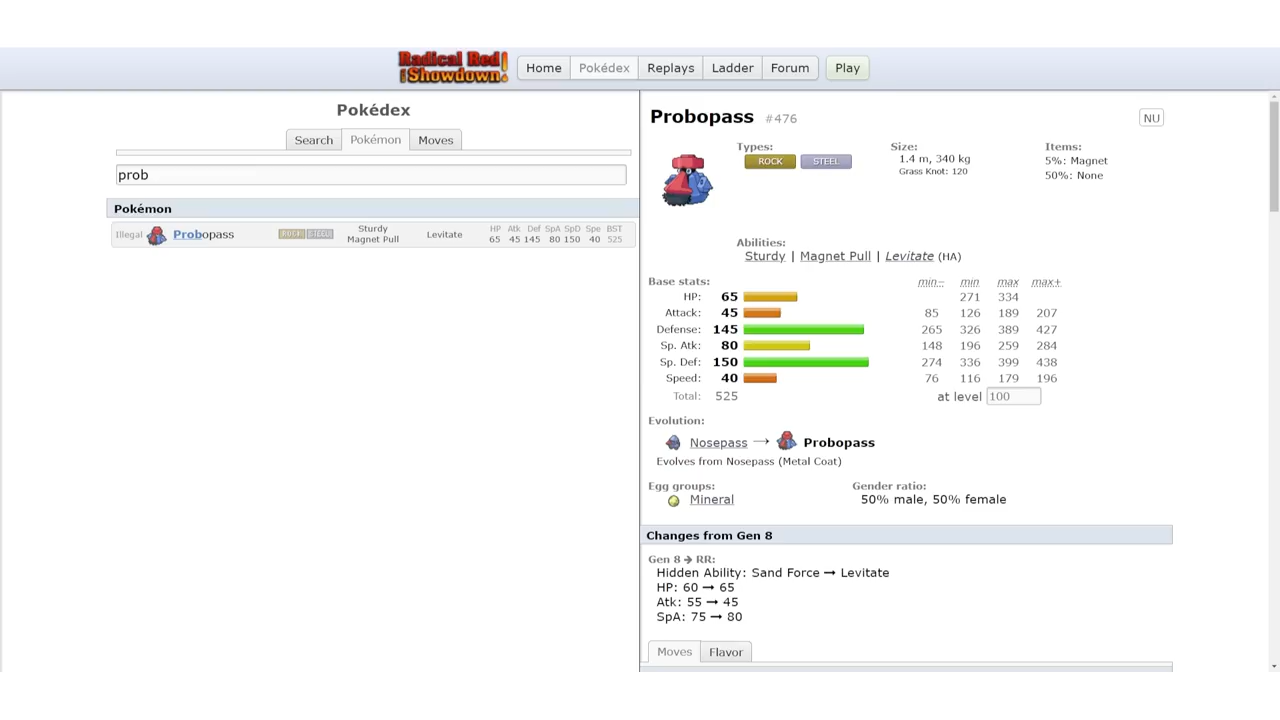 Radical Red Showdown!
Home Pokédex Replays Ladder Forum Play
Pokédex
Search Pokémon Moves
prob
Pokémon
Illegal Probopass ROCK STEEL Sturdy Magnet Pull Levitate HP 65 Atk 45 Def 145 SpA 80 SpD 150 Spe 40 BST 525
Probopass #476 NU
Types: ROCK STEEL
Size: 1.4 m, 340 kg
Grass Knot: 120
Items:
5%: Magnet
50%: None
Abilities:
Sturdy | Magnet Pull | Levitate (HA)
Base stats: min− min max max+
HP: 65 271 334
Attack: 45 85 126 189 207
Defense: 145 265 326 389 427
Sp. Atk: 80 148 196 259 284
Sp. Def: 150 274 336 399 438
Speed: 40 76 116 179 196
Total: 525 at level 100
Evolution:
Nosepass → Probopass
Evolves from Nosepass (Metal Coat)
Egg groups:
Mineral
Gender ratio:
50% male, 50% female
Changes from Gen 8
Gen 8 → RR:
Hidden Ability: Sand Force → Levitate
HP: 60 → 65
Atk: 55 → 45
SpA: 75 → 80
Moves Flavor